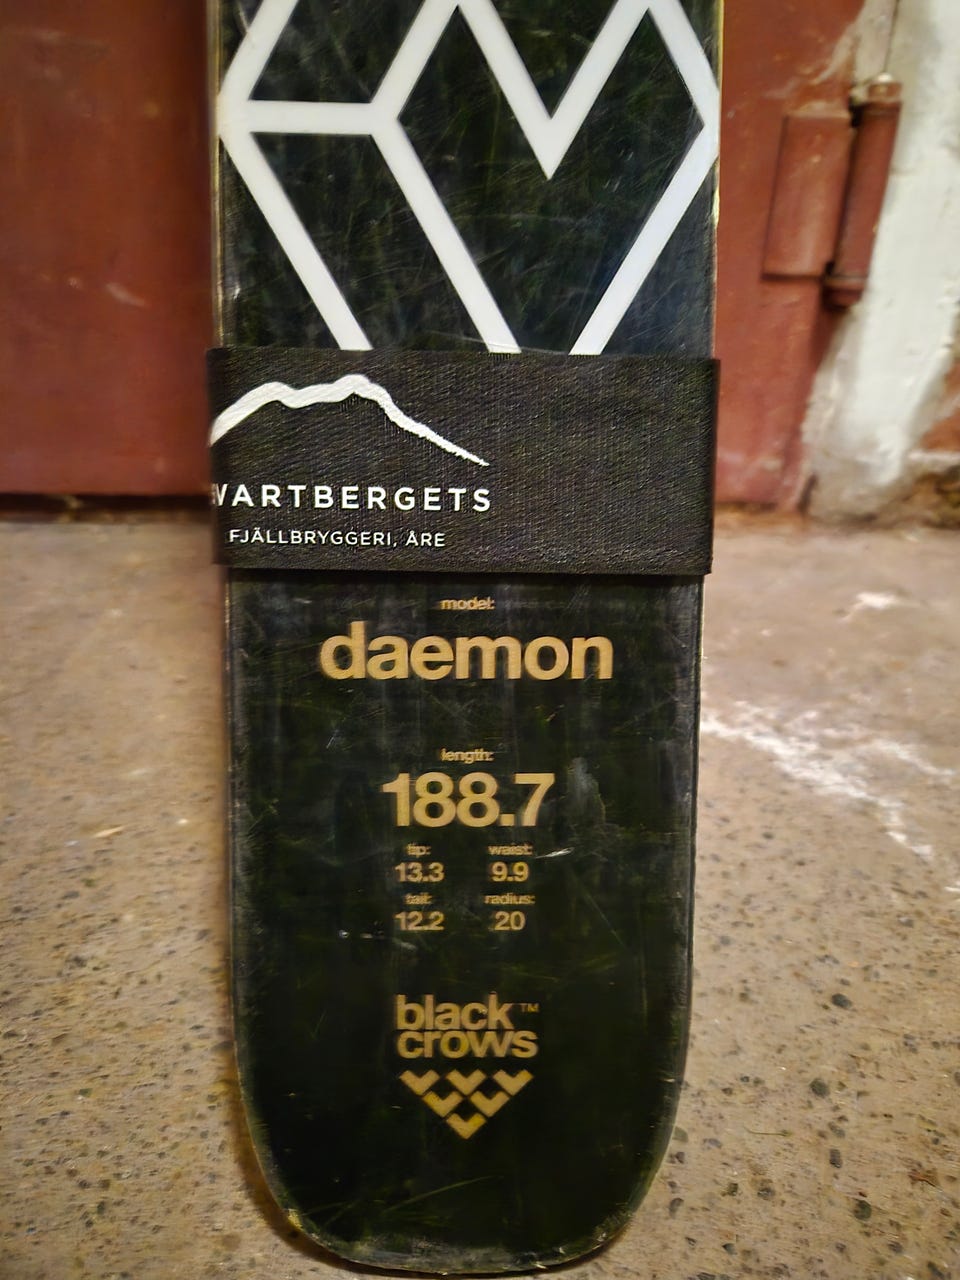 VARTBERGETS
FJÄLLBRYGGERI, ÅRE
model:
daemon
length:
188.7
tip: waist:
13.3 9.9
tail: radius:
12.2 20
black™
crows